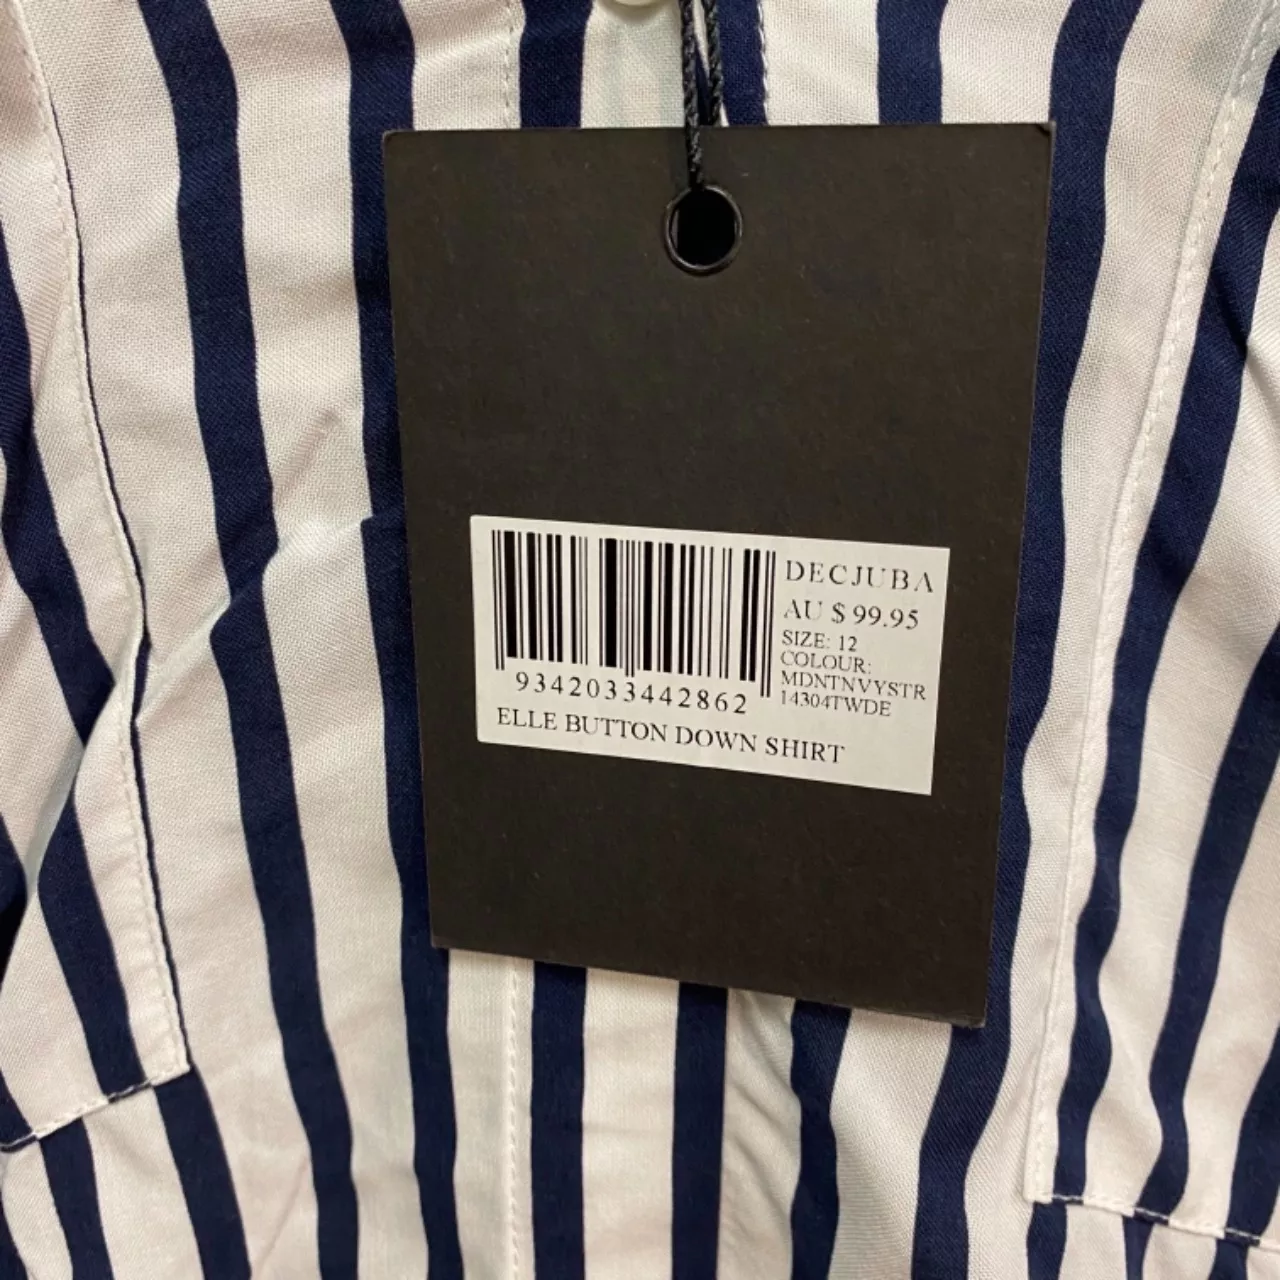 DECJUBA
AU $ 99.95
SIZE: 12
COLOUR:
MDNTNVYSTR
14304TWDE
9342033442862
ELLE BUTTON DOWN SHIRT